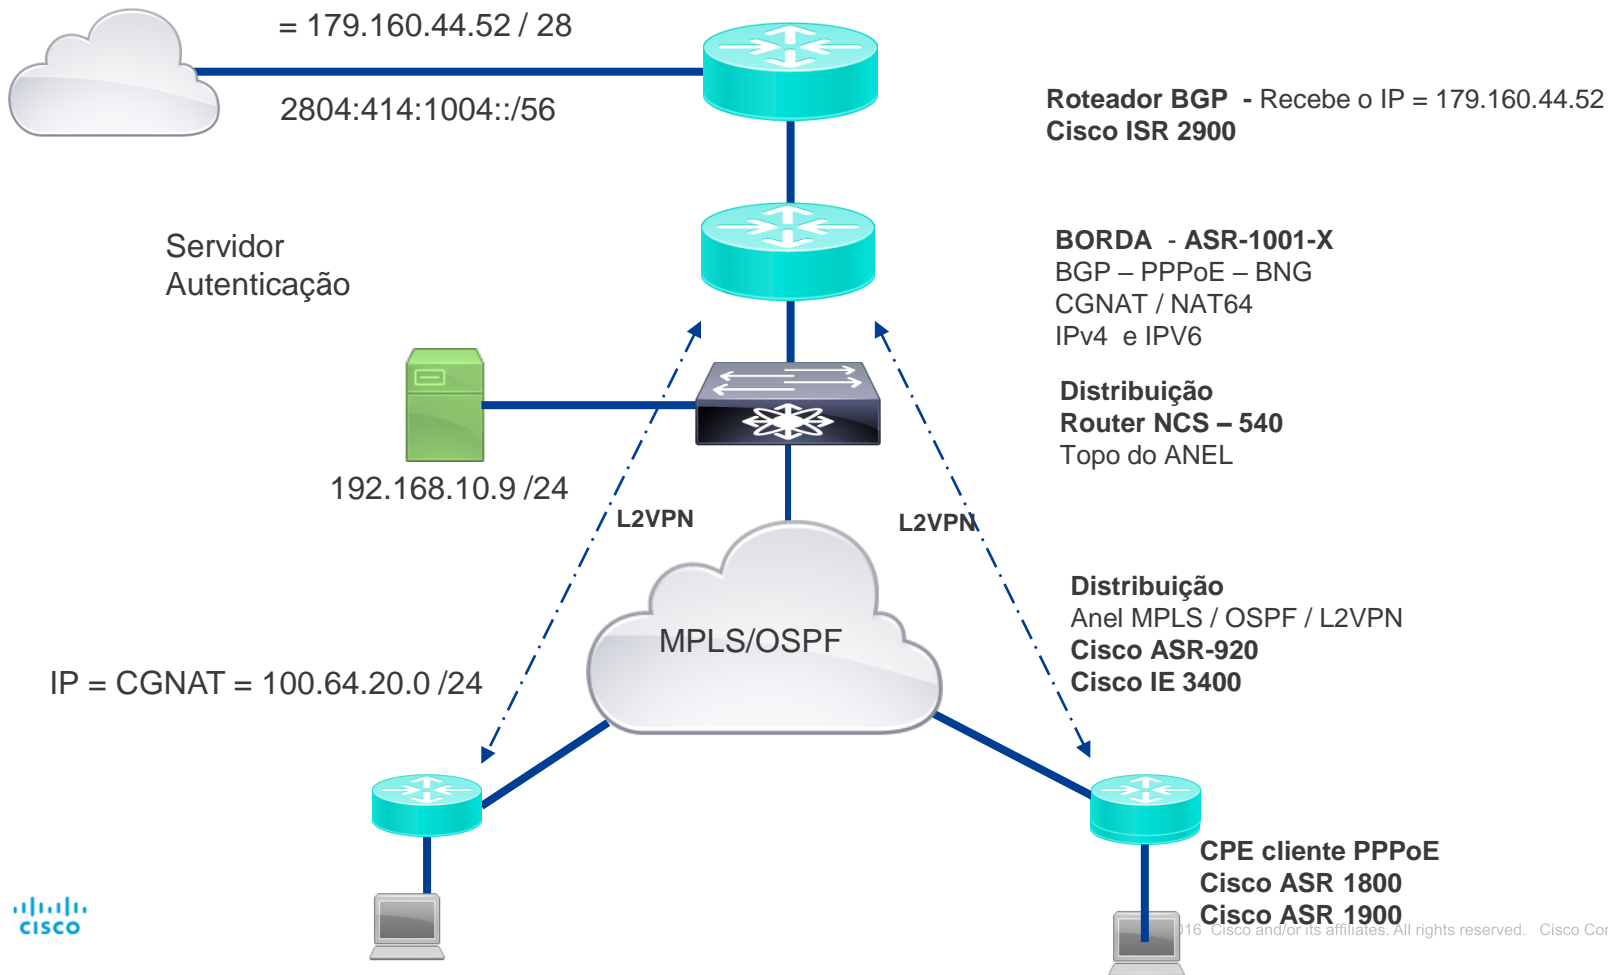 = 179.160.44.52 / 28
2804:414:1004::/56
Roteador BGP - Recebe o IP = 179.160.44.52
Cisco ISR 2900
Servidor
Autenticação
BORDA - ASR-1001-X
BGP – PPPoE – BNG
CGNAT / NAT64
IPv4 e IPV6
Distribuição
Router NCS – 540
Topo do ANEL
192.168.10.9 /24
L2VPN
L2VPN
MPLS/OSPF
Distribuição
Anel MPLS / OSPF / L2VPN
Cisco ASR-920
Cisco IE 3400
IP = CGNAT = 100.64.20.0 /24
CPE cliente PPPoE
Cisco ASR 1800
Cisco ASR 1900
CISCO
16 Cisco and/or its affiliates. All rights reserved. Cisco